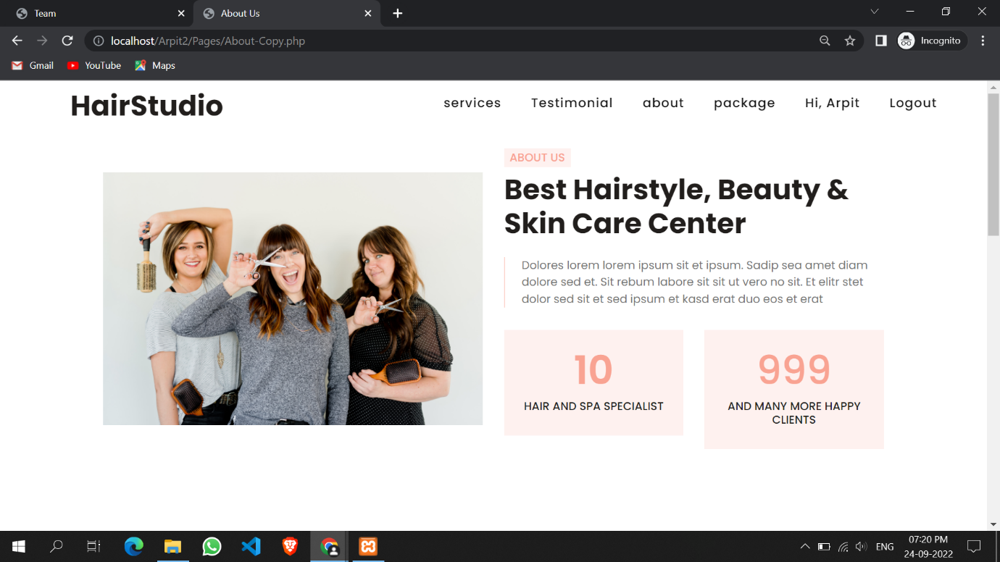 Team
About Us
localhost/Arpit2/Pages/About-Copy.php
Incognito
Gmail
YouTube
Maps
HairStudio
services
Testimonial
about
package
Hi, Arpit
Logout
ABOUT US
Best Hairstyle, Beauty &
Skin Care Center
Dolores lorem lorem ipsum sit et ipsum. Sadip sea amet diam
dolore sed et. Sit rebum labore sit sit ut vero no sit. Et elitr stet
dolor sed sit et sed ipsum et kasd erat duo eos et erat
10
HAIR AND SPA SPECIALIST
999
AND MANY MORE HAPPY
CLIENTS
ENG
07:20 PM
24-09-2022